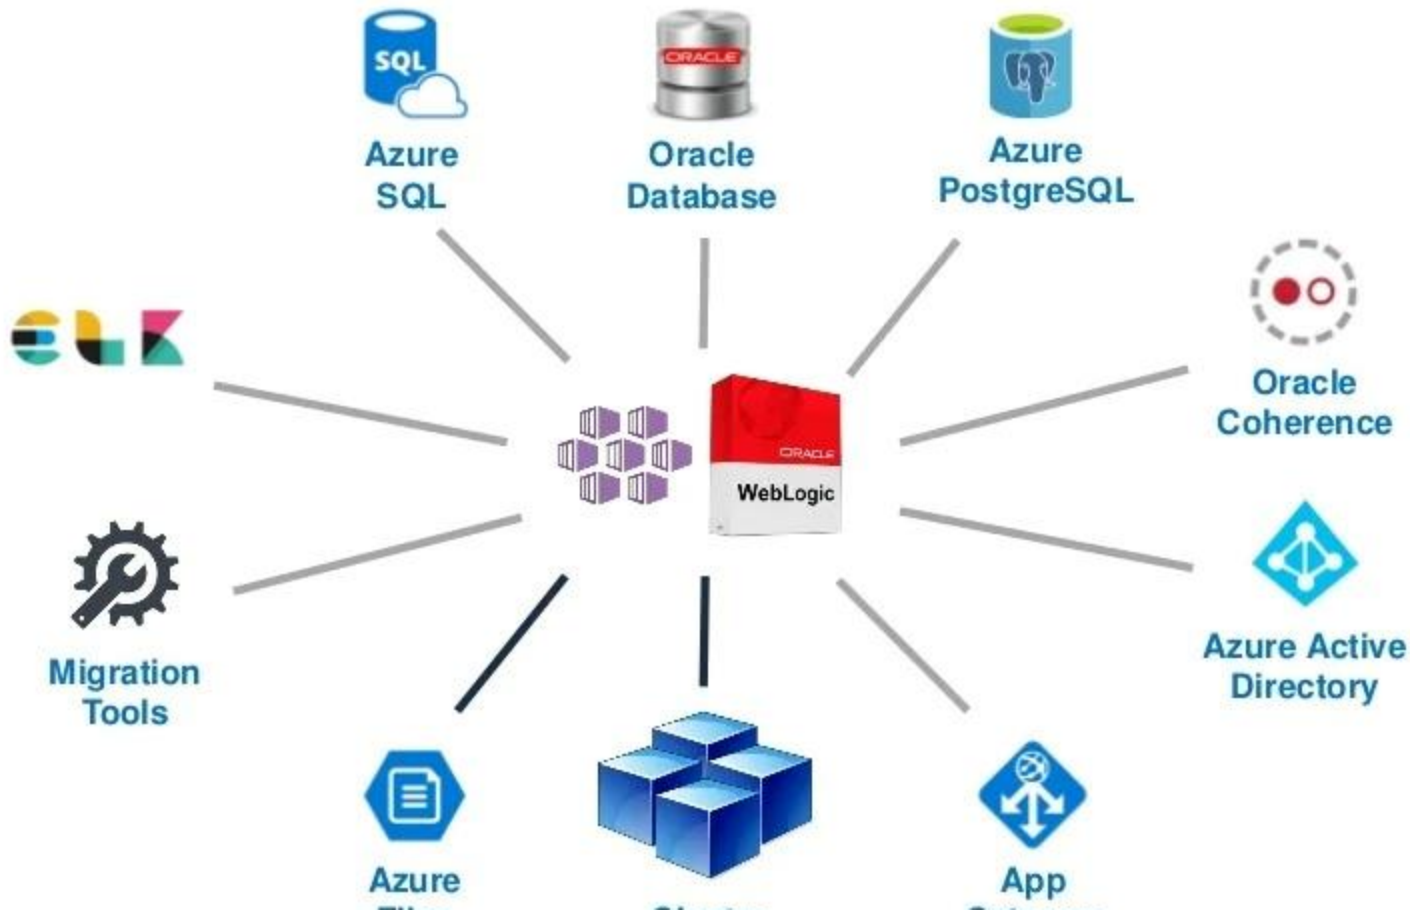 SQL
Azure
SQL
ORACLE
Oracle
Database
Azure
PostgreSQL
ELK
Oracle
Coherence
ORACLE
WebLogic
Migration
Tools
Azure Active
Directory
Azure
App